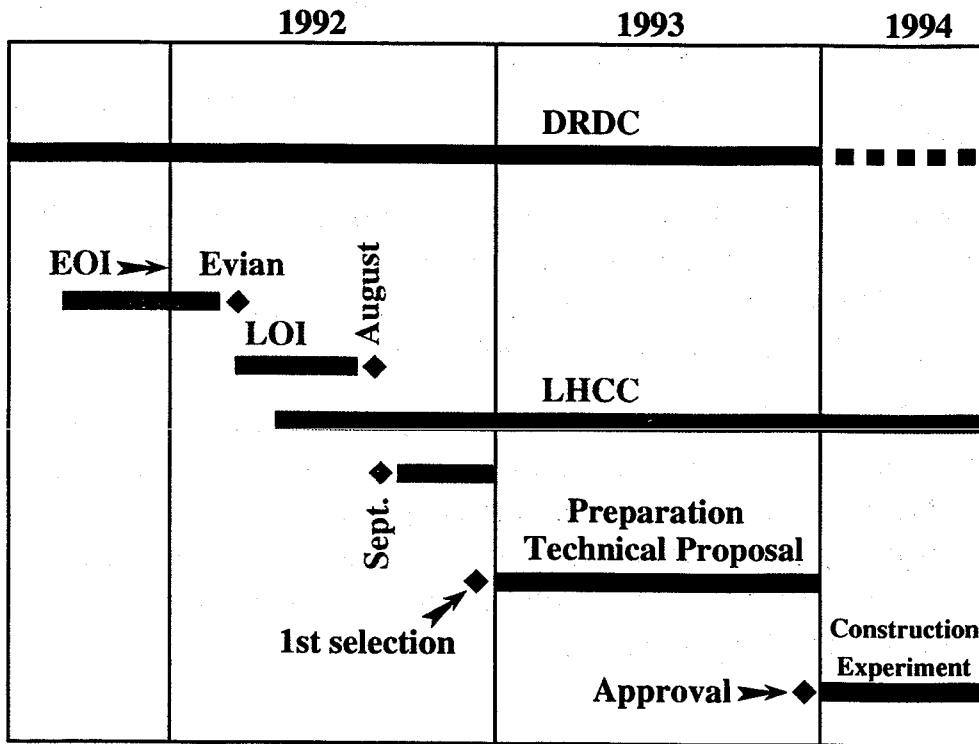 1992 1993 1994
DRDC
EOI Evian
August
LOI
LHCC
Sept.
Preparation
Technical Proposal
1st selection
Construction
Experiment
Approval